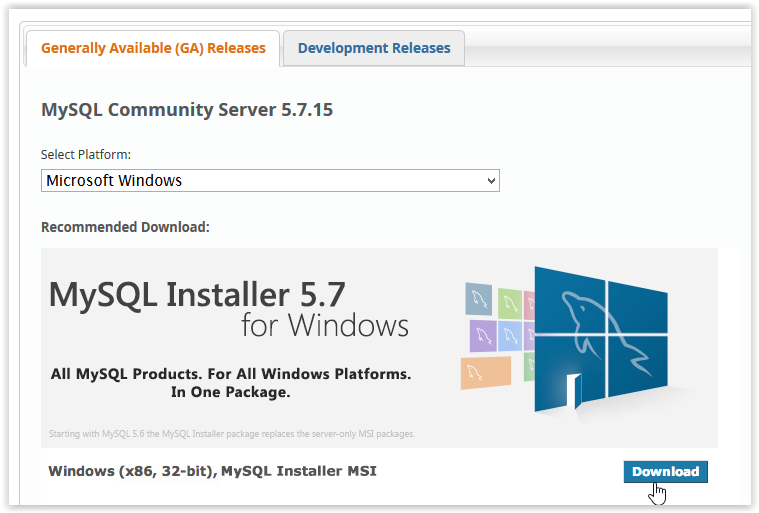 Generally Available (GA) Releases
Development Releases
MySQL Community Server 5.7.15
Select Platform:
Microsoft Windows
Recommended Download:
MySQL Installer 5.7
for Windows
All MySQL Products. For All Windows Platforms.
In One Package.
Starting with MySQL 5.6 the MySQL Installer package replaces the server-only MSI packages.
Windows (x86, 32-bit), MySQL Installer MSI
Download